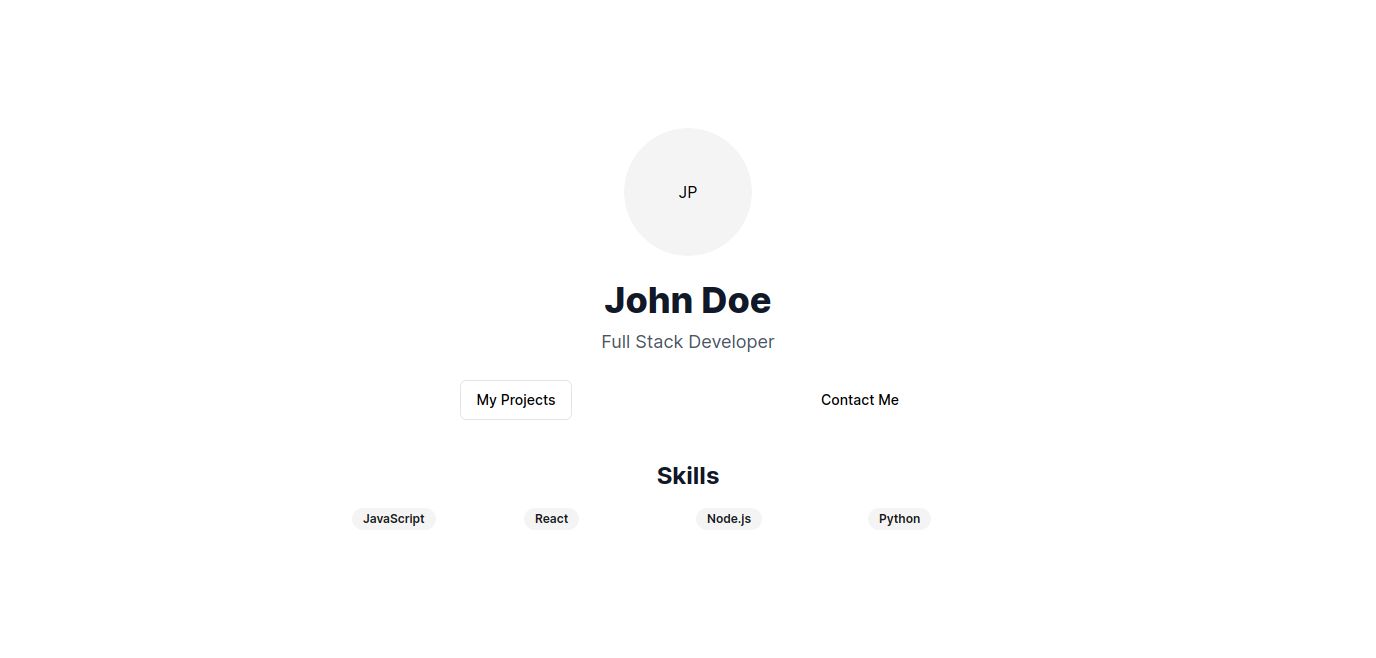 JP
John Doe
Full Stack Developer
My Projects Contact Me
Skills
JavaScript React Node.js Python